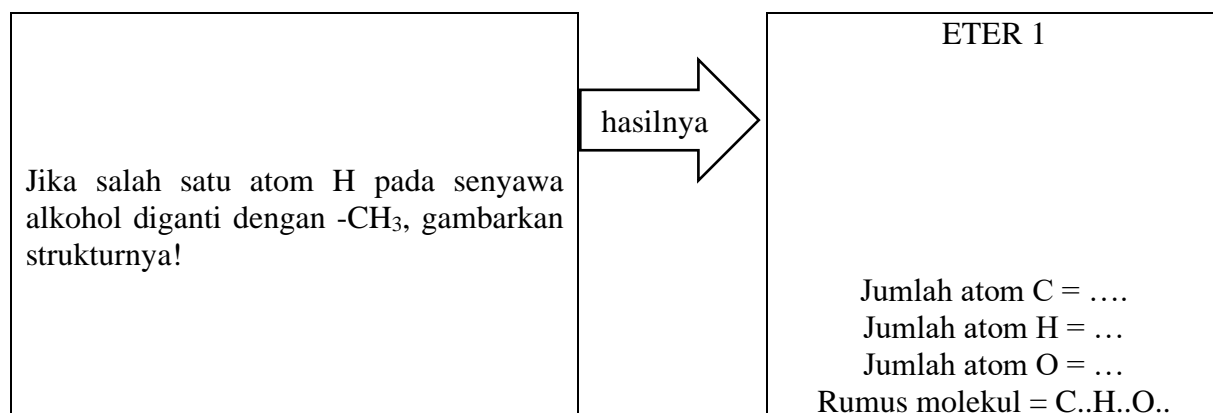 Jika salah satu atom H pada senyawa
alkohol diganti dengan -CH₃, gambarkan
strukturnya!
hasilnya
ETER 1
Jumlah atom C = ….
Jumlah atom H = …
Jumlah atom O = …
Rumus molekul = C..H..O..